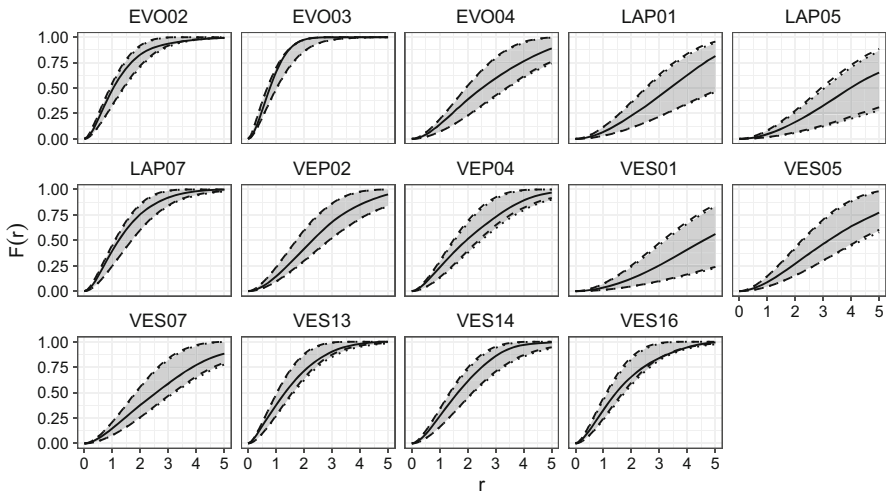 EVO02 EVO03 EVO04 LAP01 LAP05
1.00
0.75
0.50
0.25
0.00
LAP07 VEP02 VEP04 VES01 VES05
1.00
0.75
0.50
0.25
0.00
F(r)
0 1 2 3 4 5
VES07 VES13 VES14 VES16
1.00
0.75
0.50
0.25
0.00
0 1 2 3 4 5 0 1 2 3 4 5 0 1 2 3 4 5 0 1 2 3 4 5
r